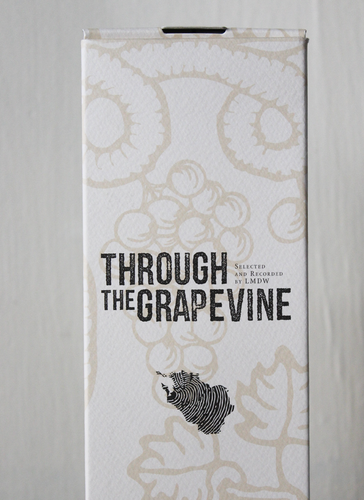 THROUGH
THE GRAPEVINE
SELECTED
AND RECORDED
BY LMDW